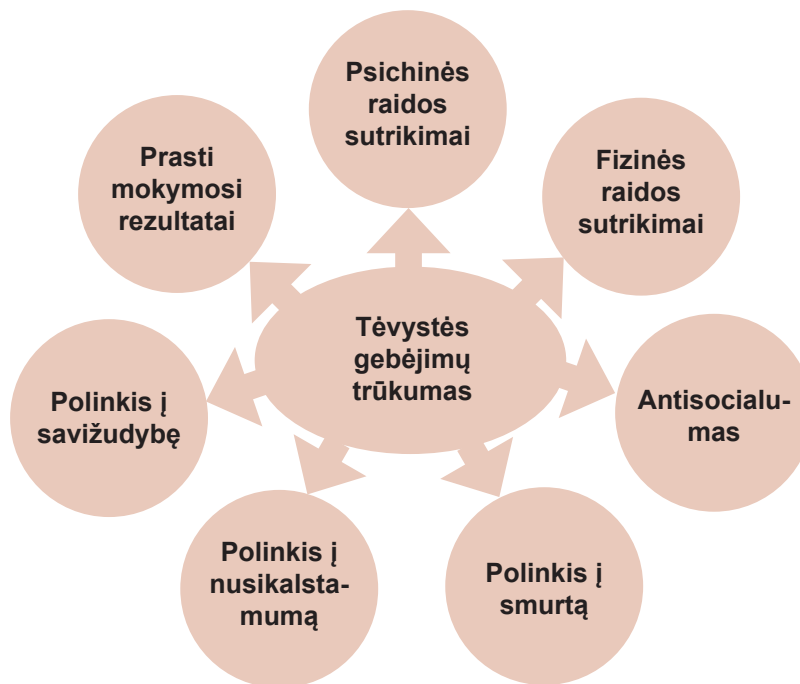 Psichinės
raidos
sutrikimai
Prasti
mokymosi
rezultatai
Fizinės
raidos
sutrikimai
Tėvystės
gebėjimų
trūkumas
Polinkis į
savižudybę
Antisocialu-
mas
Polinkis į
nusikalsta-
mumą
Polinkis į
smurtą